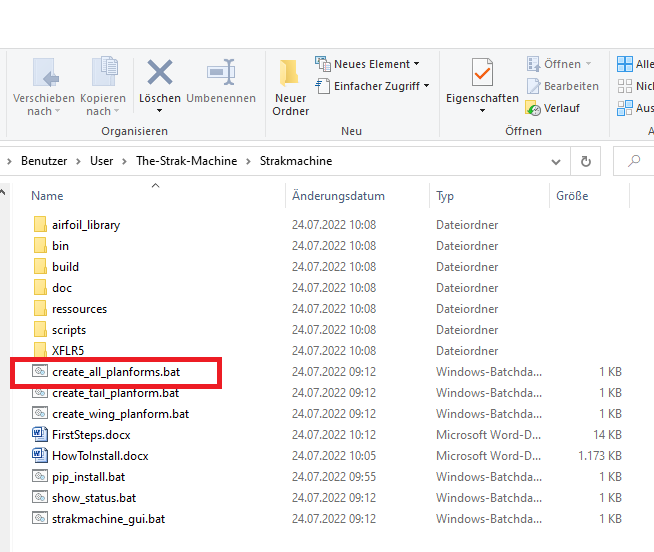 Verschieben nach
Kopieren nach
Löschen
Umbenennen
Organisieren
Neuer Ordner
Neues Element
Einfacher Zugriff
Neu
Eigenschaften
Öffnen
Bearbeiten
Verlauf
Öffnen
Alle
Nich
Aus
Benutzer > User > The-Strak-Machine > Strakmachine
Name Änderungsdatum Typ Größe
airfoil_library 24.07.2022 10:08 Dateiordner
bin 24.07.2022 10:08 Dateiordner
build 24.07.2022 10:08 Dateiordner
doc 24.07.2022 10:08 Dateiordner
ressources 24.07.2022 10:08 Dateiordner
scripts 24.07.2022 10:08 Dateiordner
XFLR5 24.07.2022 10:08 Dateiordner
create_all_planforms.bat 24.07.2022 09:12 Windows-Batchda... 1 KB
create_tail_planform.bat 24.07.2022 09:12 Windows-Batchda... 1 KB
create_wing_planform.bat 24.07.2022 09:12 Windows-Batchda... 1 KB
FirstSteps.docx 24.07.2022 10:12 Microsoft Word-D... 14 KB
HowToInstall.docx 24.07.2022 10:05 Microsoft Word-D... 1.173 KB
pip_install.bat 24.07.2022 09:55 Windows-Batchda... 1 KB
show_status.bat 24.07.2022 09:12 Windows-Batchda... 1 KB
strakmachine_gui.bat 24.07.2022 09:12 Windows-Batchda... 1 KB